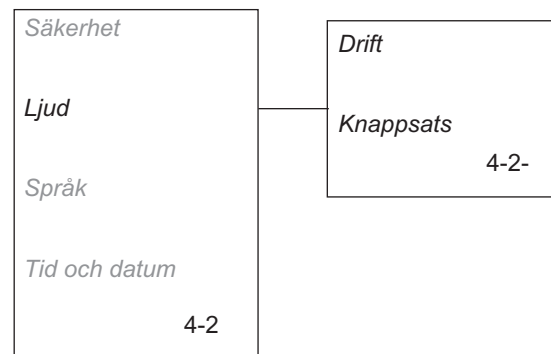 Säkerhet
Ljud
Språk
Tid och datum
4-2
Drift
Knappsats
4-2-